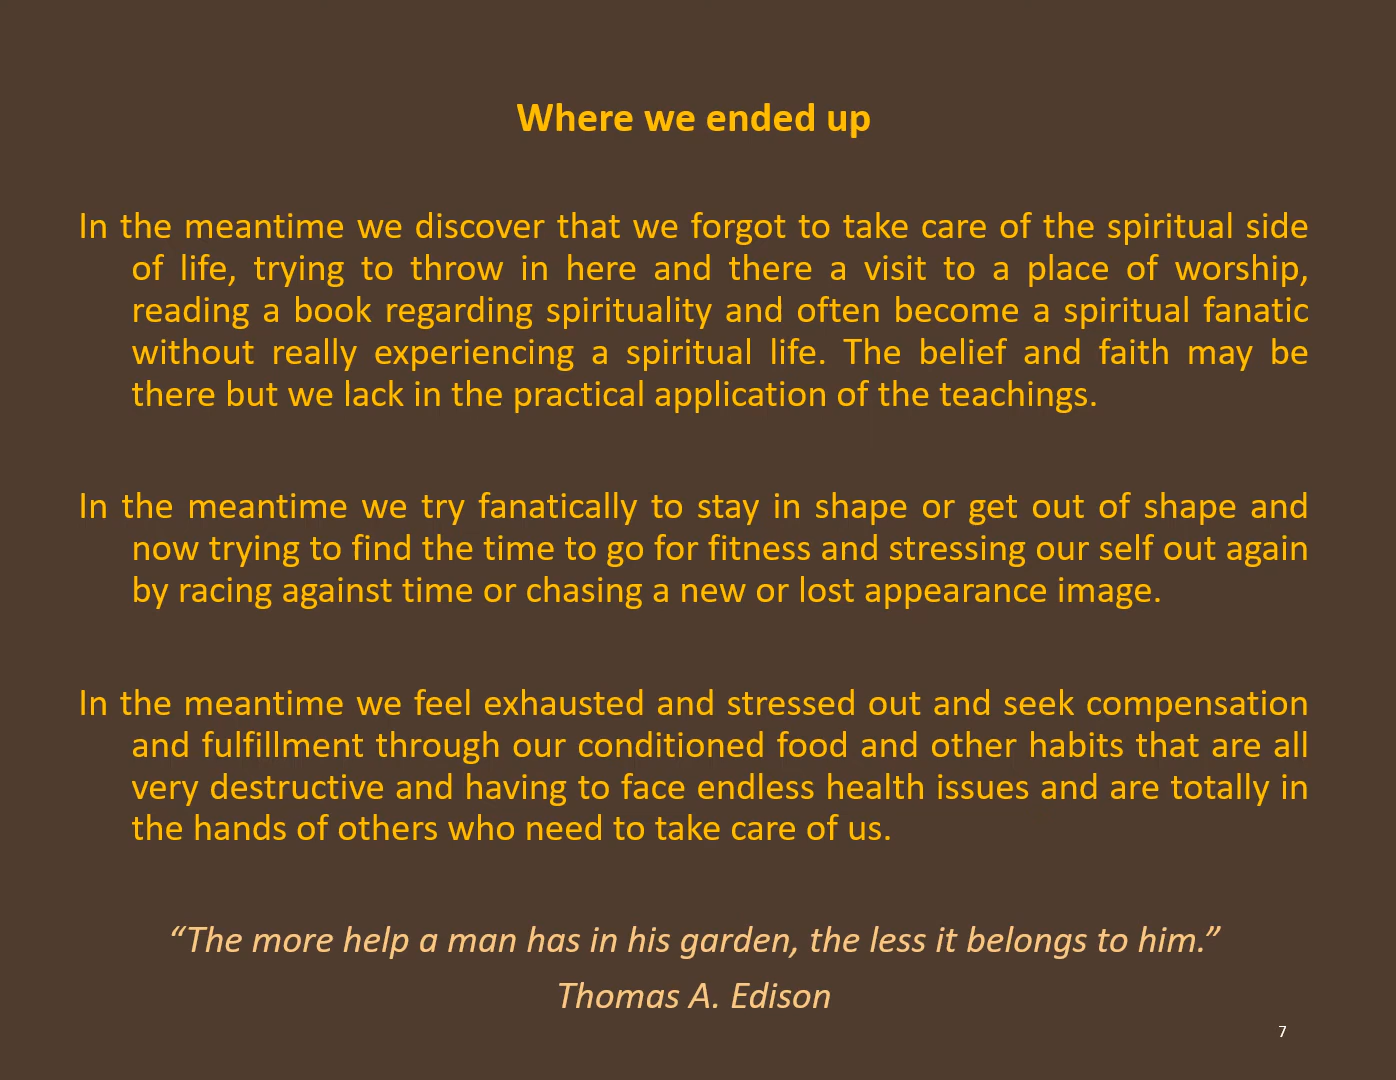 Where we ended up
In the meantime we discover that we forgot to take care of the spiritual side
of life, trying to throw in here and there a visit to a place of worship,
reading a book regarding spirituality and often become a spiritual fanatic
without really experiencing a spiritual life. The belief and faith may be
there but we lack in the practical application of the teachings.
In the meantime we try fanatically to stay in shape or get out of shape and
now trying to find the time to go for fitness and stressing our self out again
by racing against time or chasing a new or lost appearance image.
In the meantime we feel exhausted and stressed out and seek compensation
and fulfillment through our conditioned food and other habits that are all
very destructive and having to face endless health issues and are totally in
the hands of others who need to take care of us.
“The more help a man has in his garden, the less it belongs to him.”
Thomas A. Edison
7